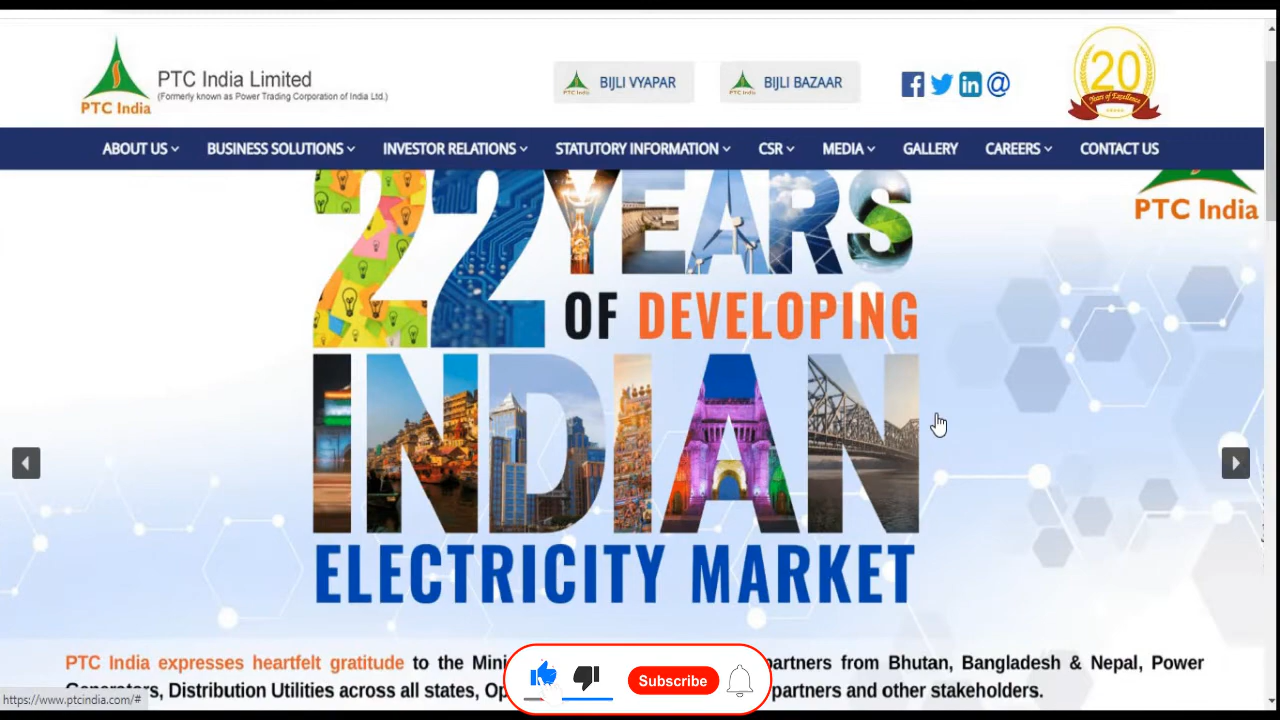 PTC India
PTC India Limited
(Formerly known as Power Trading Corporation of India Ltd.)
BIJLI VYAPAR
BIJLI BAZAAR
@
20
Years of Excellence
ABOUT US
BUSINESS SOLUTIONS
INVESTOR RELATIONS
STATUTORY INFORMATION
CSR
MEDIA
GALLERY
CAREERS
CONTACT US
PTC India
22 YEARS
OF DEVELOPING
INDIAN
ELECTRICITY MARKET
PTC India expresses heartfelt gratitude to the partners from Bhutan, Bangladesh & Nepal, Power
Distribution Utilities across all states, partners and other stakeholders.
Subscribe
https://www.ptcindia.com/#